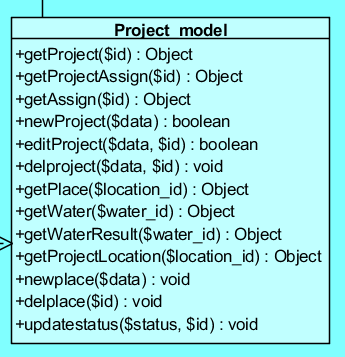 Project_model
+getProject($id) : Object
+getProjectAssign($id) : Object
+getAssign($id) : Object
+newProject($data) : boolean
+editProject($data, $id) : boolean
+delproject($data, $id) : void
+getPlace($location_id) : Object
+getWater($water_id) : Object
+getWaterResult($water_id) : Object
+getProjectLocation($location_id) : Object
+newplace($data) : void
+delplace($id) : void
+updatestatus($status, $id) : void